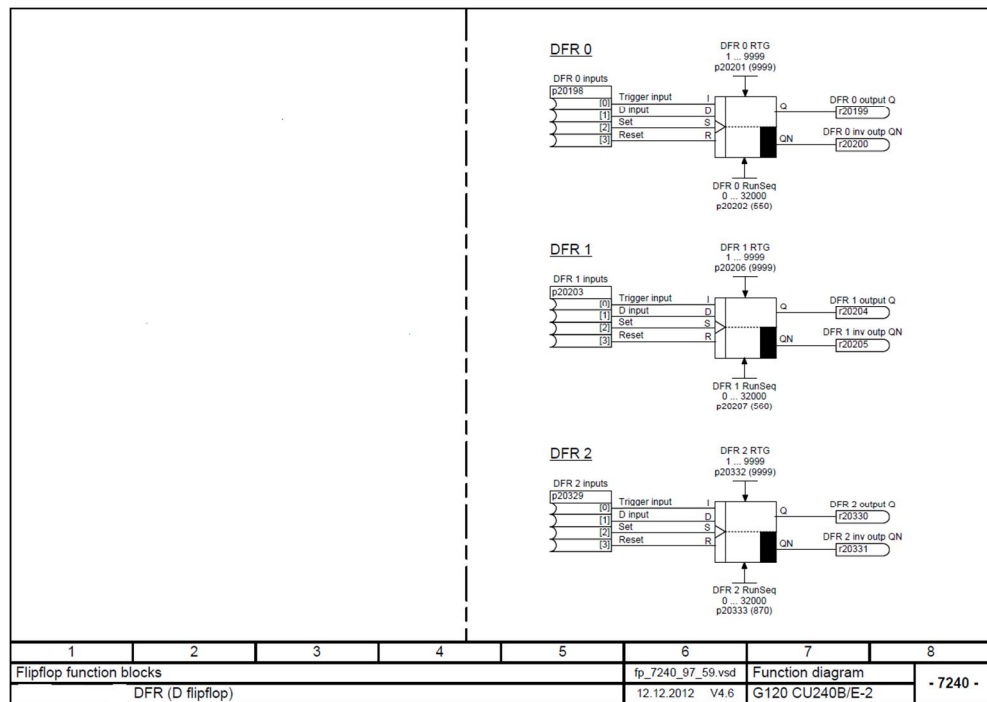 DFR 0
DFR 0 RTG
1 ... 9999
p20201 (9999)
DFR 0 inputs
p20198
[0] Trigger input I
[1] D input D
[2] Set S
[3] Reset R
Q
DFR 0 output Q
r20199
QN
DFR 0 inv outp QN
r20200
DFR 0 RunSeq
0 ... 32000
p20202 (550)
DFR 1
DFR 1 RTG
1 ... 9999
p20206 (9999)
DFR 1 inputs
p20203
[0] Trigger input I
[1] D input D
[2] Set S
[3] Reset R
Q
DFR 1 output Q
r20204
QN
DFR 1 inv outp QN
r20205
DFR 1 RunSeq
0 ... 32000
p20207 (560)
DFR 2
DFR 2 RTG
1 ... 9999
p20332 (9999)
DFR 2 inputs
p20329
[0] Trigger input I
[1] D input D
[2] Set S
[3] Reset R
Q
DFR 2 output Q
r20330
QN
DFR 2 inv outp QN
r20331
DFR 2 RunSeq
0 ... 32000
p20333 (870)
1 2 3 4 5 6 7 8
Flipflop function blocks fp_7240_97_59.vsd Function diagram
- 7240 -
DFR (D flipflop) 12.12.2012 V4.6 G120 CU240B/E-2